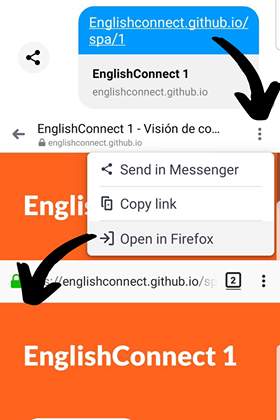 Englishconnect.github.io/
spa/1
EnglishConnect 1
englishconnect.github.io
EnglishConnect 1 - Visión de co...
englishconnect.github.io
Send in Messenger
Engli
Copy link
Open in Firefox
s://englishconnect.github.io/sp
2
EnglishConnect 1